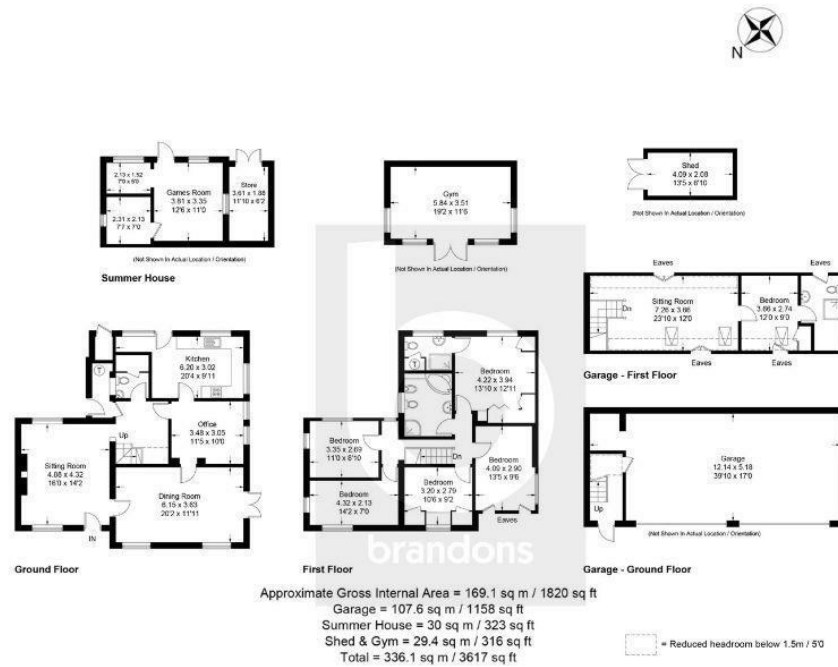 N
2.13 x 1.52
7'0 x 5'0
Games Room
3.81 x 3.35
12'6 x 11'0
Store
3.61 x 1.88
11'10 x 6'2
2.31 x 2.13
7'7 x 7'0
(Not Shown In Actual Location / Orientation)
Summer House
Gym
5.84 x 3.51
19'2 x 11'6
(Not Shown In Actual Location / Orientation)
Shed
4.09 x 2.08
13'5 x 6'10
(Not Shown In Actual Location / Orientation)
Eaves
Eaves
Dn
Sitting Room
7.26 x 3.66
23'10 x 12'0
Bedroom
3.66 x 2.74
12'0 x 9'0
Eaves
Eaves
Garage - First Floor
T
Kitchen
6.20 x 3.02
20'4 x 9'11
Office
3.48 x 3.05
11'5 x 10'0
Up
Sitting Room
4.88 x 4.32
16'0 x 14'2
Dining Room
6.15 x 3.63
20'2 x 11'11
IN
Ground Floor
T
Bedroom
4.22 x 3.94
13'10 x 12'11
Bedroom
3.35 x 2.69
11'0 x 8'10
Dn
Bedroom
4.09 x 2.90
13'5 x 9'6
Bedroom
3.20 x 2.79
10'6 x 9'2
Bedroom
4.32 x 2.13
14'2 x 7'0
Eaves
First Floor
brandons
Garage
12.14 x 5.18
39'10 x 17'0
Up
(Not Shown In Actual Location / Orientation)
Garage - Ground Floor
Approximate Gross Internal Area = 169.1 sq m / 1820 sq ft
Garage = 107.6 sq m / 1158 sq ft
Summer House = 30 sq m / 323 sq ft
Shed & Gym = 29.4 sq m / 316 sq ft
Total = 336.1 sq m / 3617 sq ft
= Reduced headroom below 1.5m / 5'0